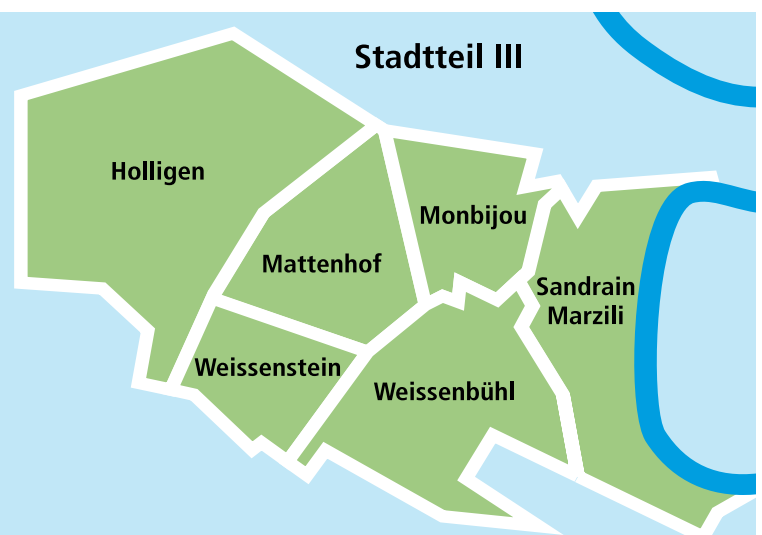 Stadtteil III
Holligen
Monbijou
Mattenhof
Sandrain
Marzili
Weissenstein
Weissenbühl